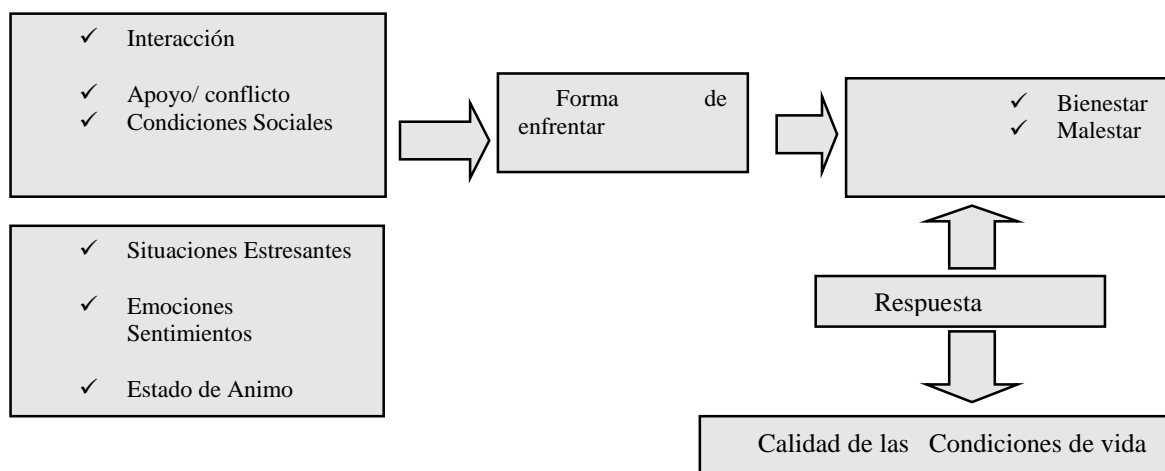 ✓ Interacción
✓ Apoyo/ conflicto
✓ Condiciones Sociales
Forma de
enfrentar
✓ Bienestar
✓ Malestar
✓ Situaciones Estresantes
✓ Emociones
Sentimientos
✓ Estado de Animo
Respuesta
Calidad de las Condiciones de vida